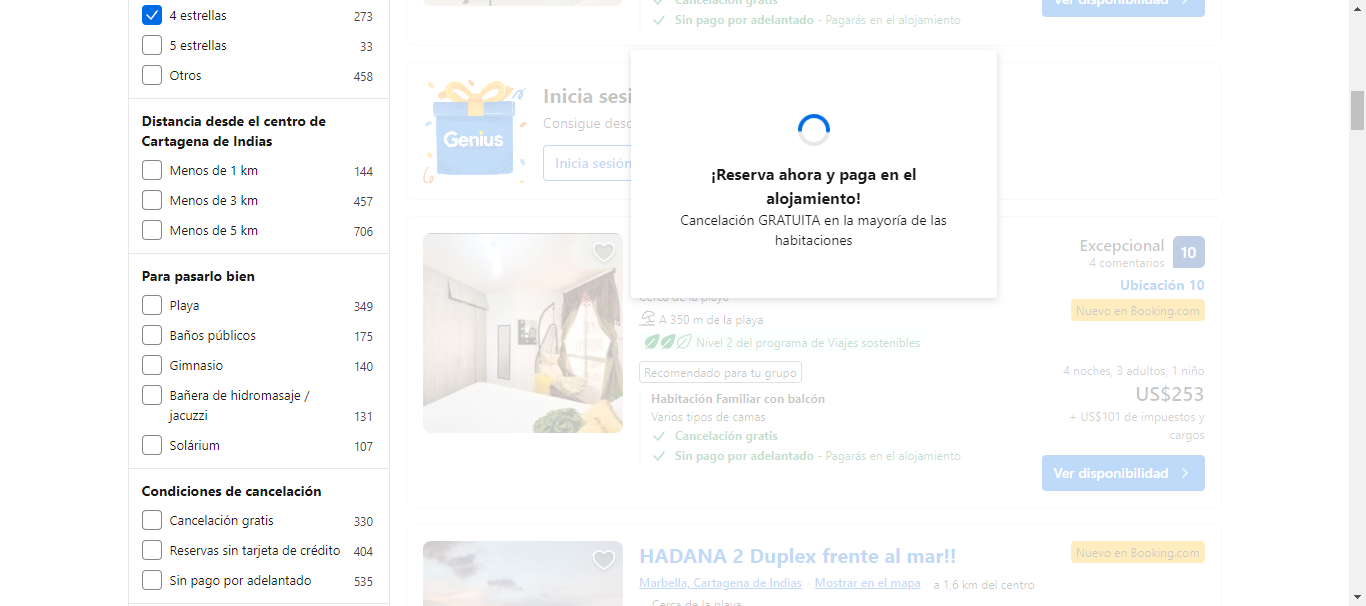 4 estrellas 273
5 estrellas 33
Otros 458
Distancia desde el centro de
Cartagena de Indias
Menos de 1 km 144
Menos de 3 km 457
Menos de 5 km 706
Para pasarlo bien
Playa 349
Baños públicos 175
Gimnasio 140
Bañera de hidromasaje /
jacuzzi 131
Solárium 107
Condiciones de cancelación
Cancelación gratis 330
Reservas sin tarjeta de crédito 404
Sin pago por adelantado 535
Cancelación gratis
Sin pago por adelantado - Pagarás en el alojamiento
Ver disponibilidad
Genius
Inicia
Consigue
Inicia sesión
¡Reserva ahora y paga en el
alojamiento!
Cancelación GRATUITA en la mayoría de las
habitaciones
Excepcional 10
4 comentarios
Ubicación 10
Nuevo en Booking.com
Cerca de la playa
A 350 m de la playa
Nivel 2 del programa de Viajes sostenibles
Recomendado para tu grupo
Habitación Familiar con balcón
Varios tipos de camas
Cancelación gratis
Sin pago por adelantado - Pagarás en el alojamiento
4 noches, 3 adultos, 1 niño
US$253
+ US$101 de impuestos y
cargos
Ver disponibilidad
HADANA 2 Duplex frente al mar!!
Nuevo en Booking.com
Marbella, Cartagena de Indias Mostrar en el mapa a 1,6 km del centro
Cerca de la playa